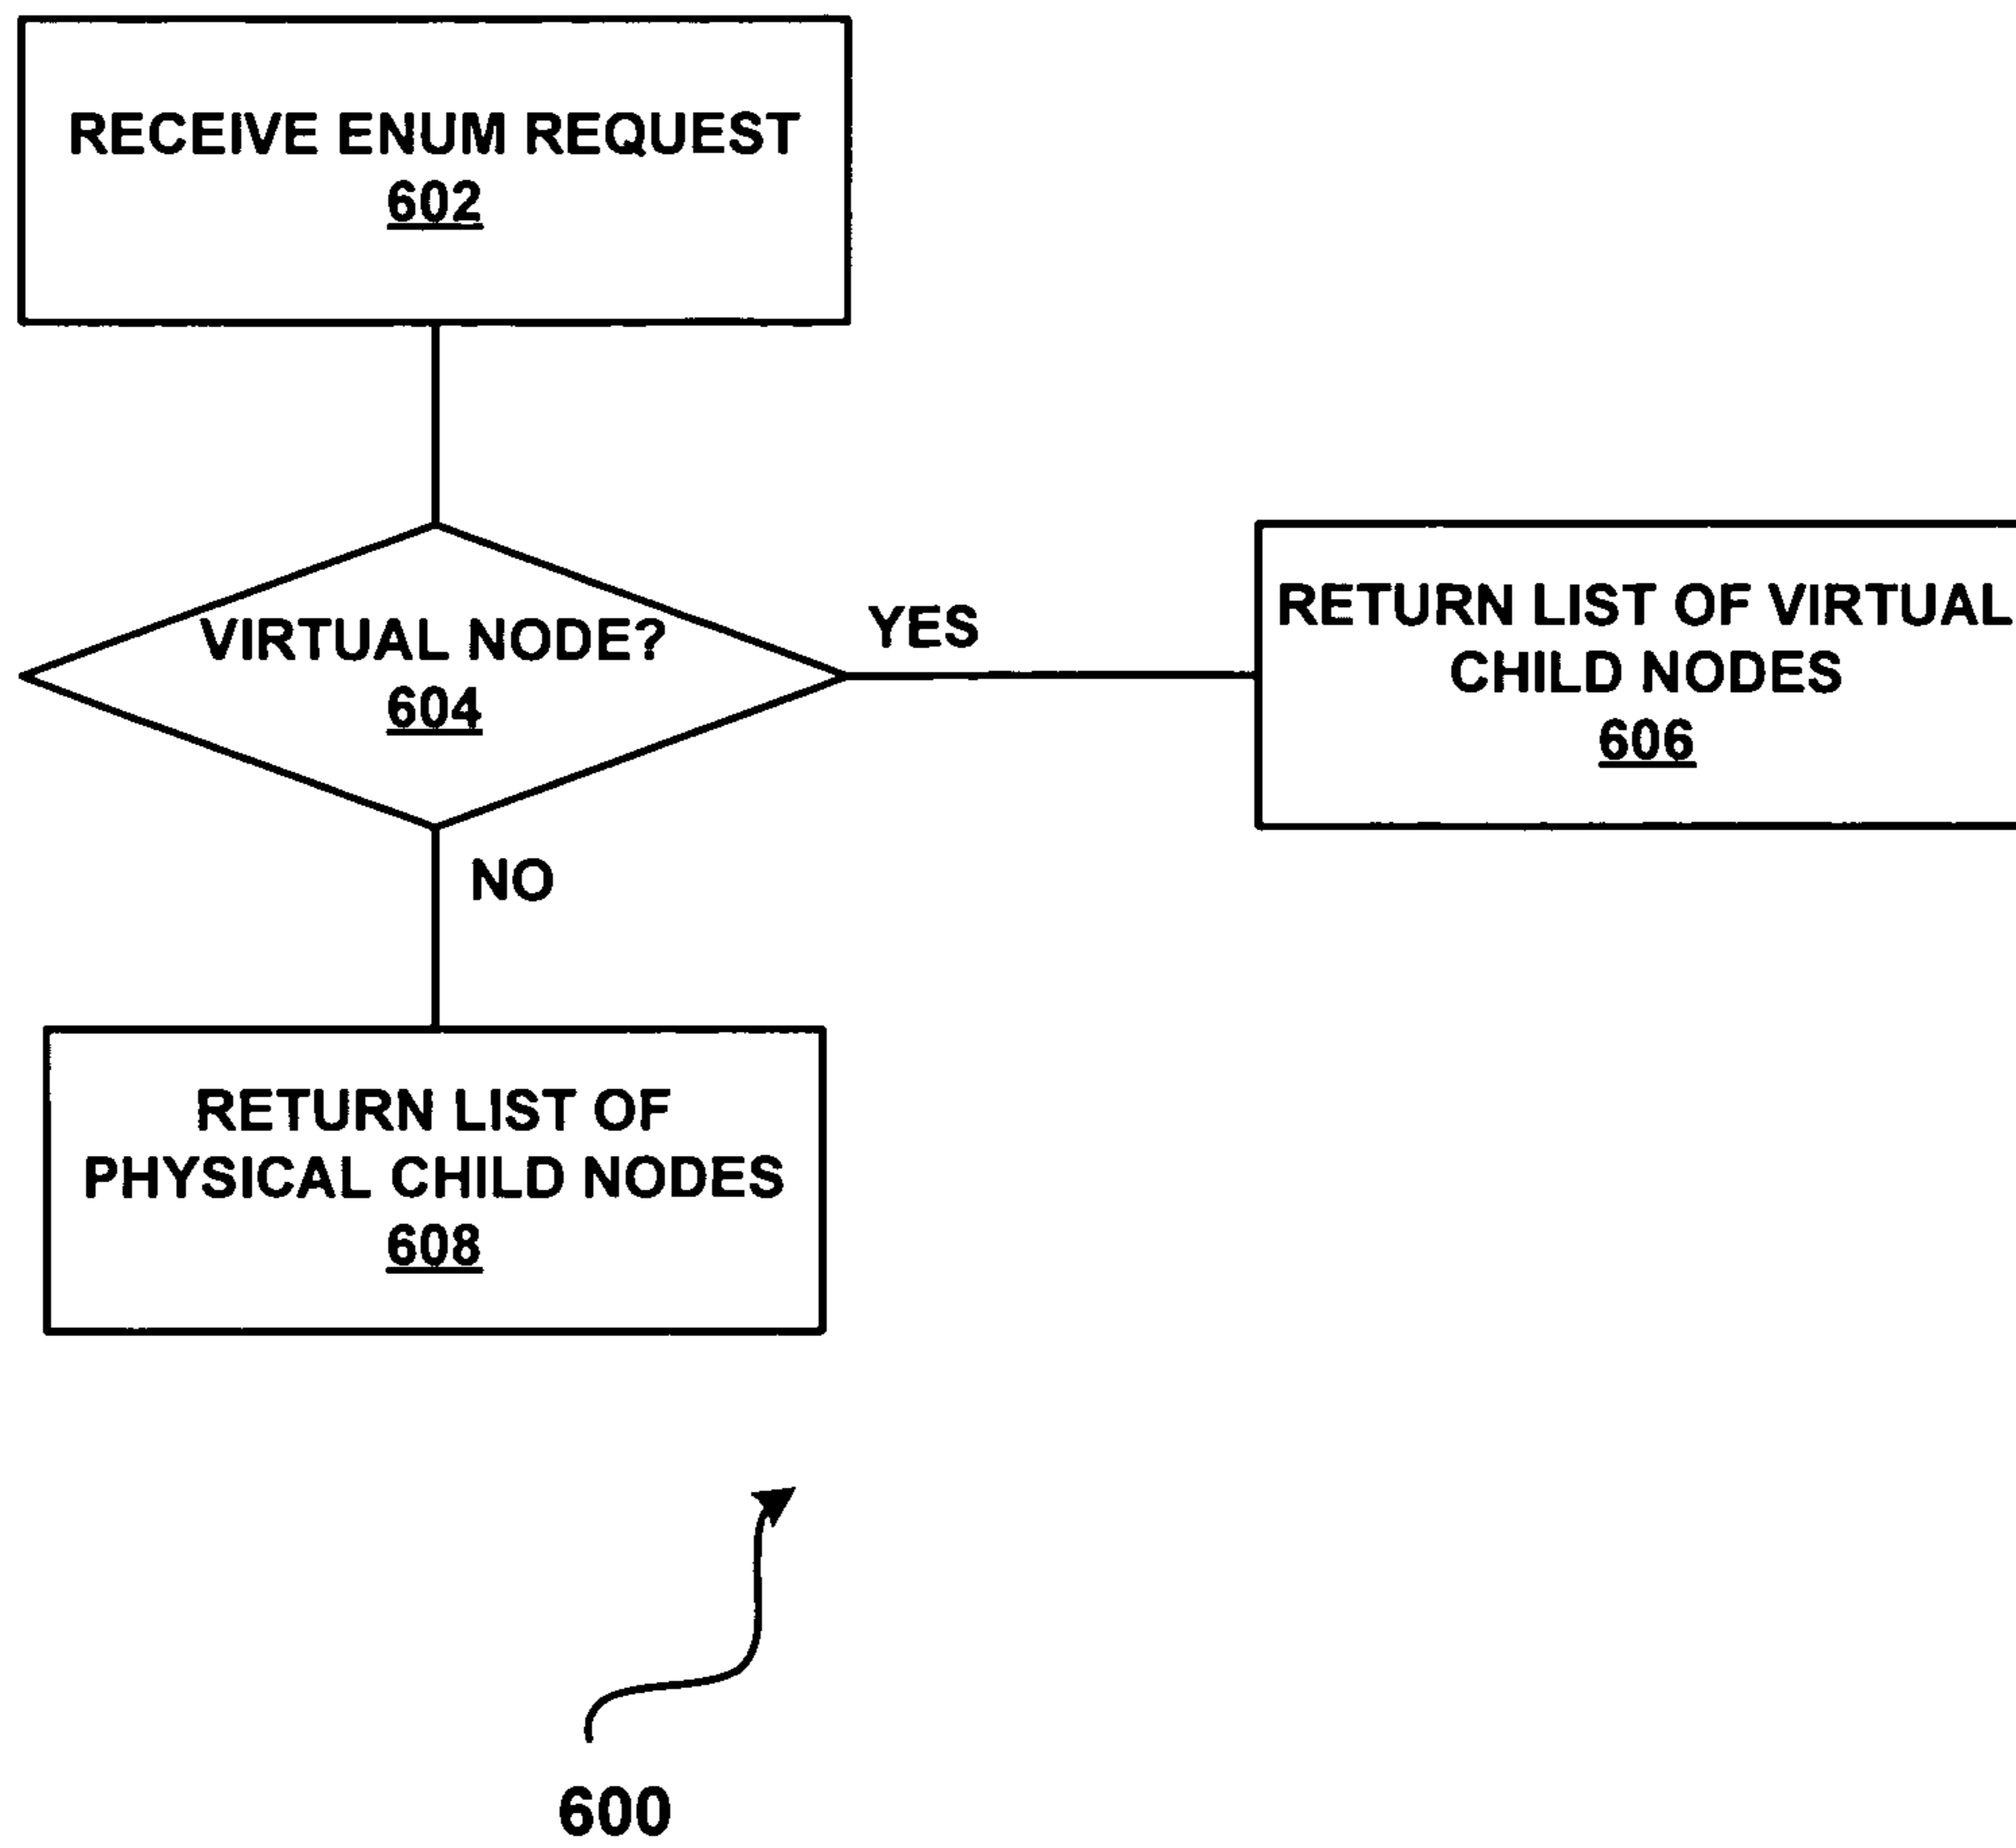 RECEIVE ENUM REQUEST
602
VIRTUAL NODE?
604
YES
RETURN LIST OF VIRTUAL
CHILD NODES
606
NO
RETURN LIST OF
PHYSICAL CHILD NODES
608
600